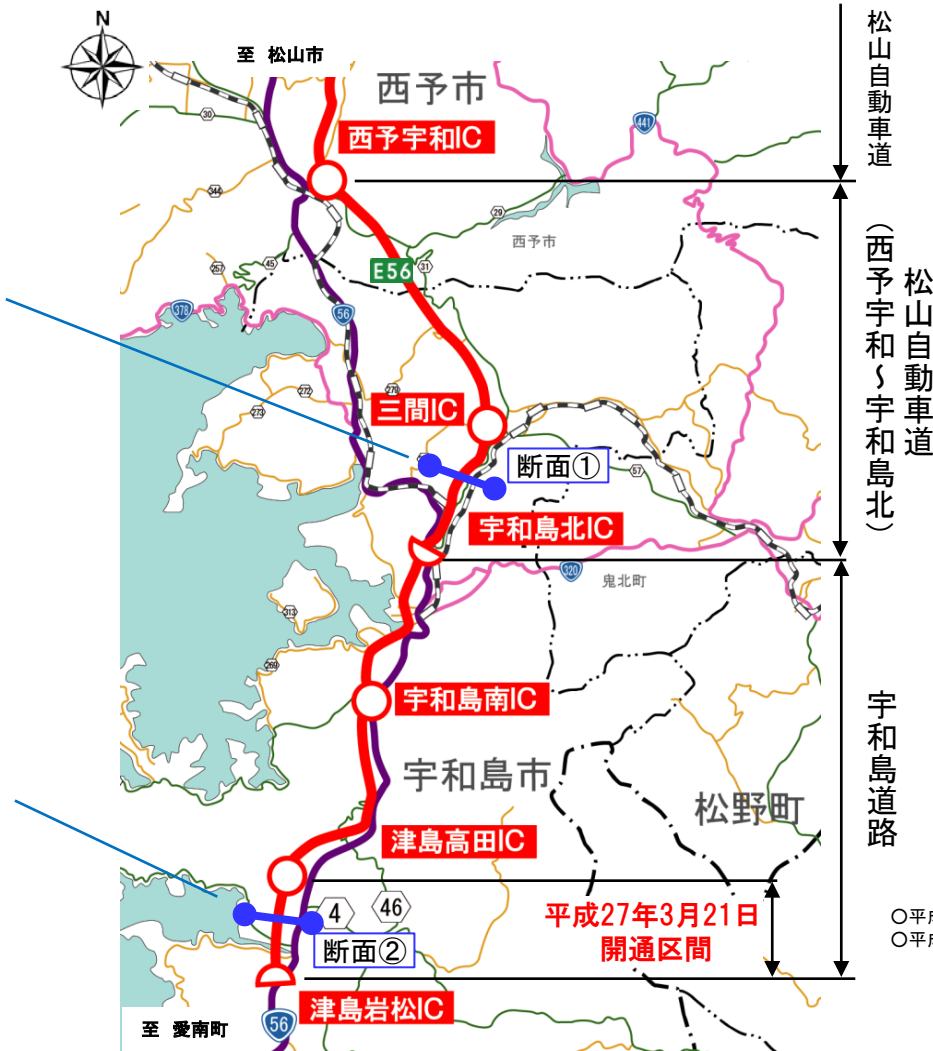 N
至 松山市
西予市
30
西予宇和IC
441
松山自動車道
344
29
西予市
257
45
31
E56
378
56
松山自動車道
（西予宇和～宇和島北）
272
279
273
三間IC
断面①
57
宇和島北IC
320
鬼北町
313
269
宇和島南IC
宇和島市
松野町
宇和島道路
津島高田IC
4
46
平成27年3月21日
開通区間
断面②
○平成
○平成
津島岩松IC
至 愛南町
56